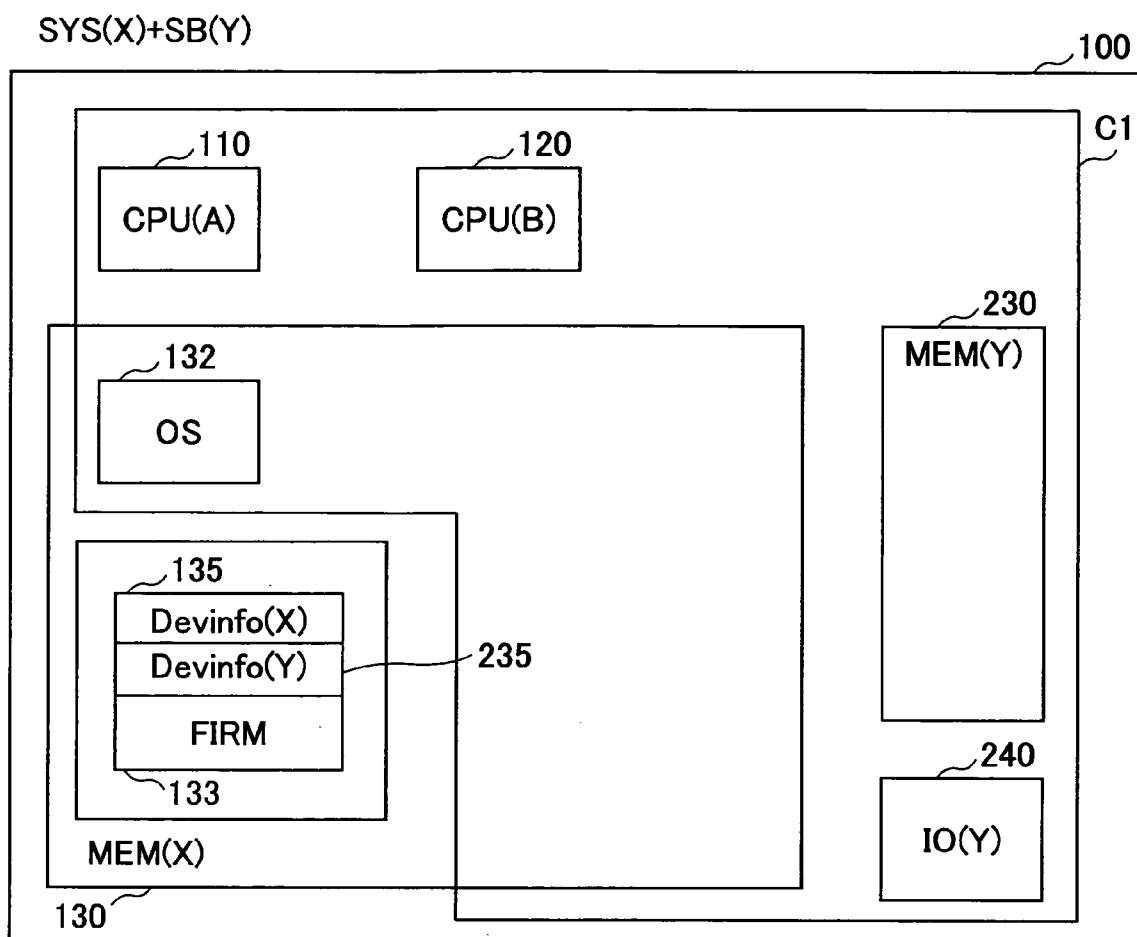 SYS(X)+SB(Y)
100
C1
110
120
CPU(A)
CPU(B)
230
MEM(Y)
132
OS
135
Devinfo(X)
Devinfo(Y)
235
FIRM
133
240
IO(Y)
MEM(X)
130